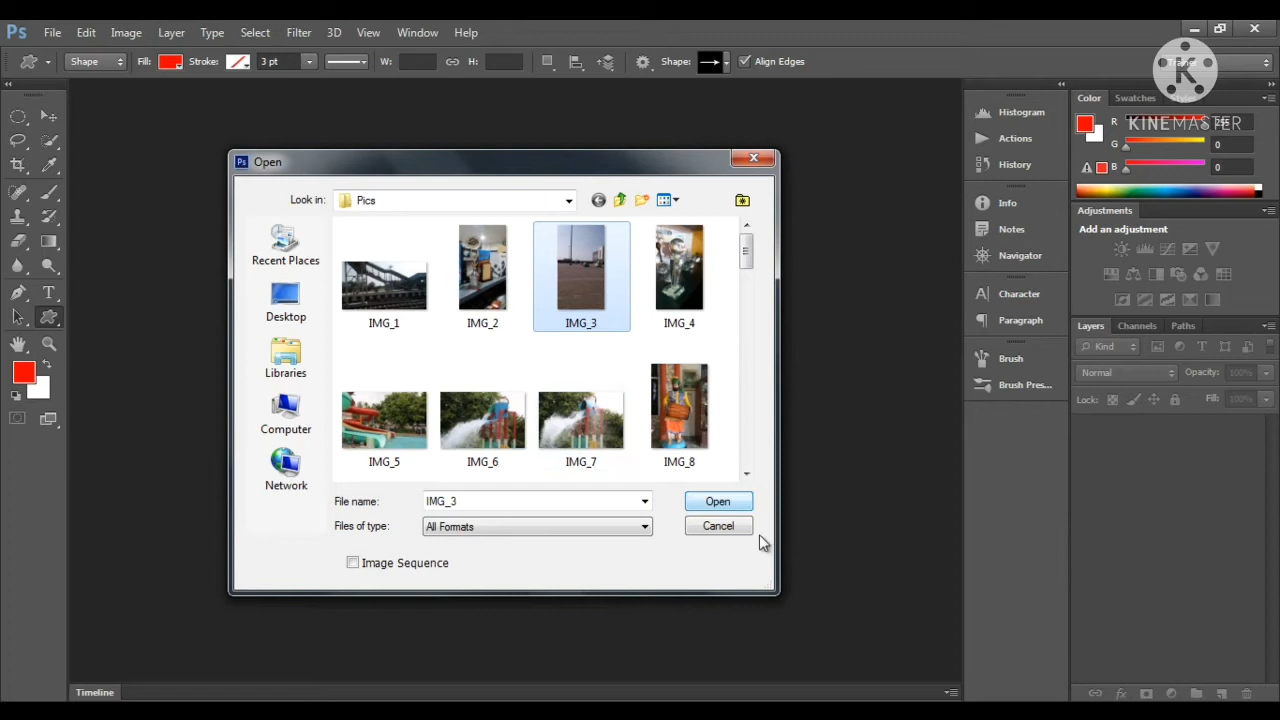 Ps File Edit Image Layer Type Select Filter 3D View Window Help
Shape Fill: Stroke: 3 pt W: H: Shape: Align Edges Trainer
K
KINEMASTER
Open
Look in: Pics
Recent Places
Desktop
Libraries
Computer
Network
IMG_1 IMG_2 IMG_3 IMG_4
IMG_5 IMG_6 IMG_7 IMG_8
File name: IMG_3 Open
Files of type: All Formats Cancel
Image Sequence
Histogram
Actions
History
Info
Notes
Navigator
Character
Paragraph
Brush
Brush Pres...
Color Swatches Styles
R
G 0
B 0
Adjustments
Add an adjustment
Layers Channels Paths
Kind
Normal Opacity: 100%
Lock: Fill: 100%
Timeline